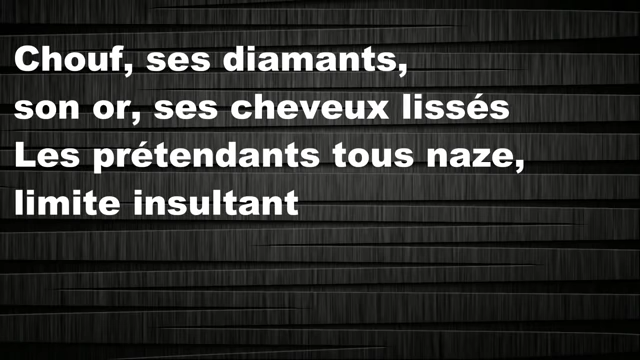 Chouf, ses diamants,
son or, ses cheveux lissés
Les prétendants tous naze,
limite insultant